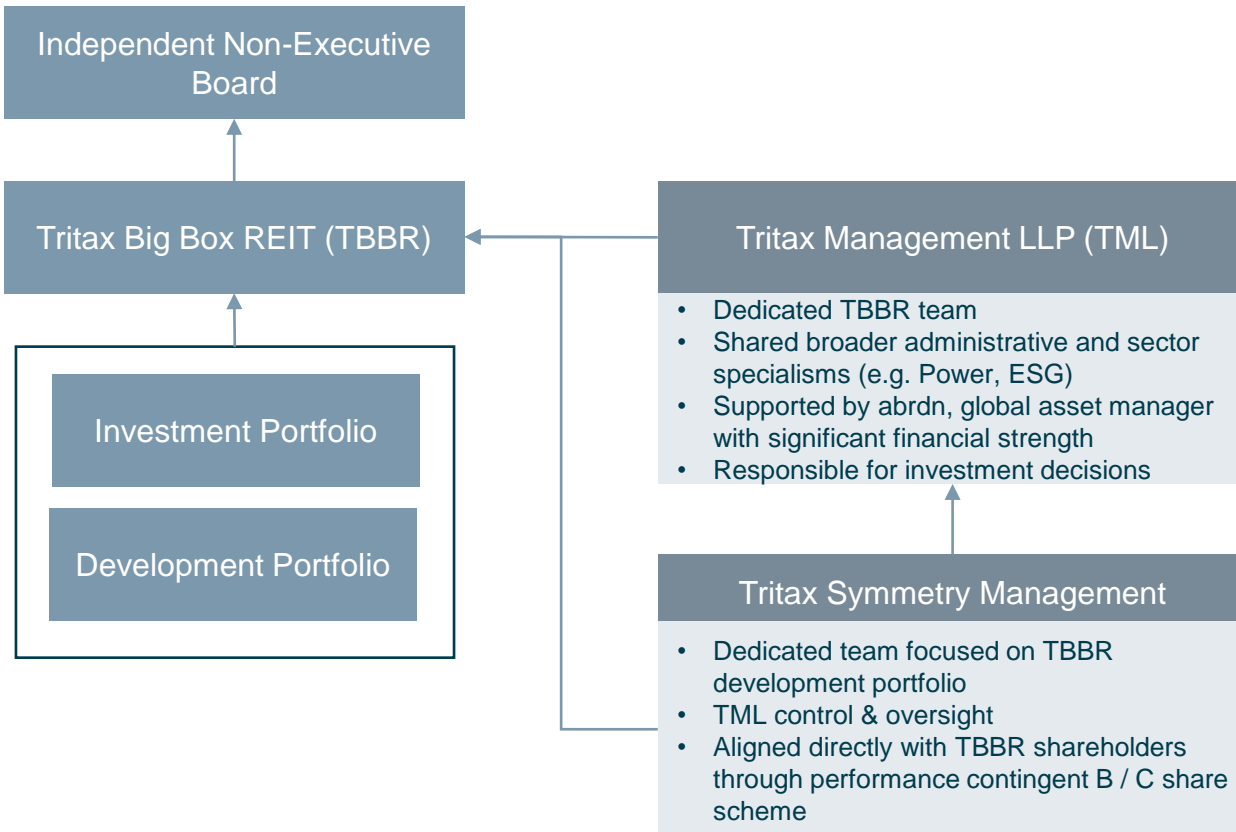 Independent Non-Executive
Board
Tritax Big Box REIT (TBBR)
Investment Portfolio
Development Portfolio
Tritax Management LLP (TML)
• Dedicated TBBR team
• Shared broader administrative and sector
specialisms (e.g. Power, ESG)
• Supported by abrdn, global asset manager
with significant financial strength
• Responsible for investment decisions
Tritax Symmetry Management
• Dedicated team focused on TBBR
development portfolio
• TML control & oversight
• Aligned directly with TBBR shareholders
through performance contingent B / C share
scheme